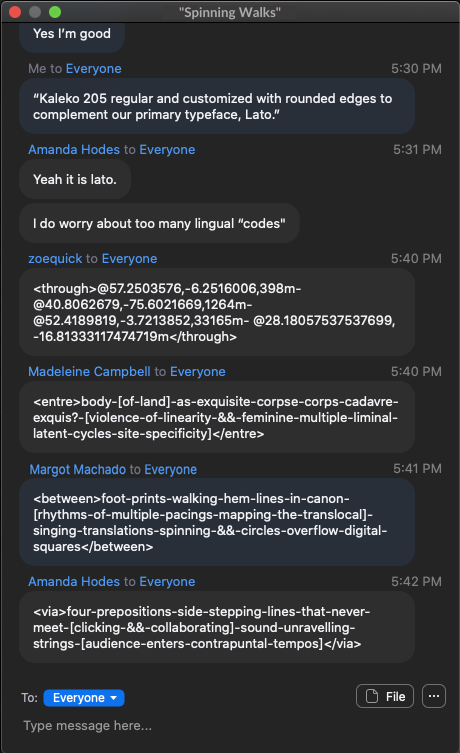 "Spinning Walks"
Yes I’m good
Me to Everyone 5:30 PM
“Kaleko 205 regular and customized with rounded edges to
complement our primary typeface, Lato.”
Amanda Hodes to Everyone 5:31 PM
Yeah it is lato.
I do worry about too many lingual “codes"
zoequick to Everyone 5:40 PM
<through>@57.2503576,-6.2516006,398m-
@40.8062679,-75.6021669,1264m-
@52.4189819,-3.7213852,33165m- @28.18057537537699,
-16.81333117474719m</through>
Madeleine Campbell to Everyone 5:40 PM
<entre>body-[of-land]-as-exquisite-corpse-corps-cadavre-
exquis?-[violence-of-linearity-&&-feminine-multiple-liminal-
latent-cycles-site-specificity]</entre>
Margot Machado to Everyone 5:41 PM
<between>foot-prints-walking-hem-lines-in-canon-
[rhythms-of-multiple-pacings-mapping-the-translocal]-
singing-translations-spinning-&&-circles-overflow-digital-
squares</between>
Amanda Hodes to Everyone 5:42 PM
<via>four-prepositions-side-stepping-lines-that-never-
meet-[clicking-&&-collaborating]-sound-unravelling-
strings-[audience-enters-contrapuntal-tempos]</via>
To: Everyone File ...
Type message here...